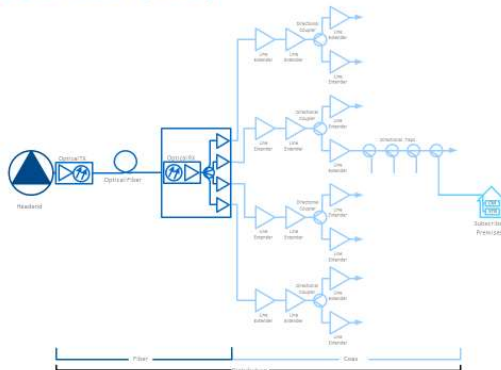 Directional
Coupler
Line
Extender
Line
Extender
Line
Extender
Line
Extender
Directional
Coupler
Line
Extender
Line
Extender
Line
Extender
Line
Extender
Directional Taps
Optical TX
Optical RX
Optical Fiber
Headend
Directional
Coupler
Line
Extender
Line
Extender
Line
Extender
Line
Extender
Premises
Directional
Coupler
Line
Extender
Line
Extender
Line
Extender
Line
Extender
Fiber
Coax